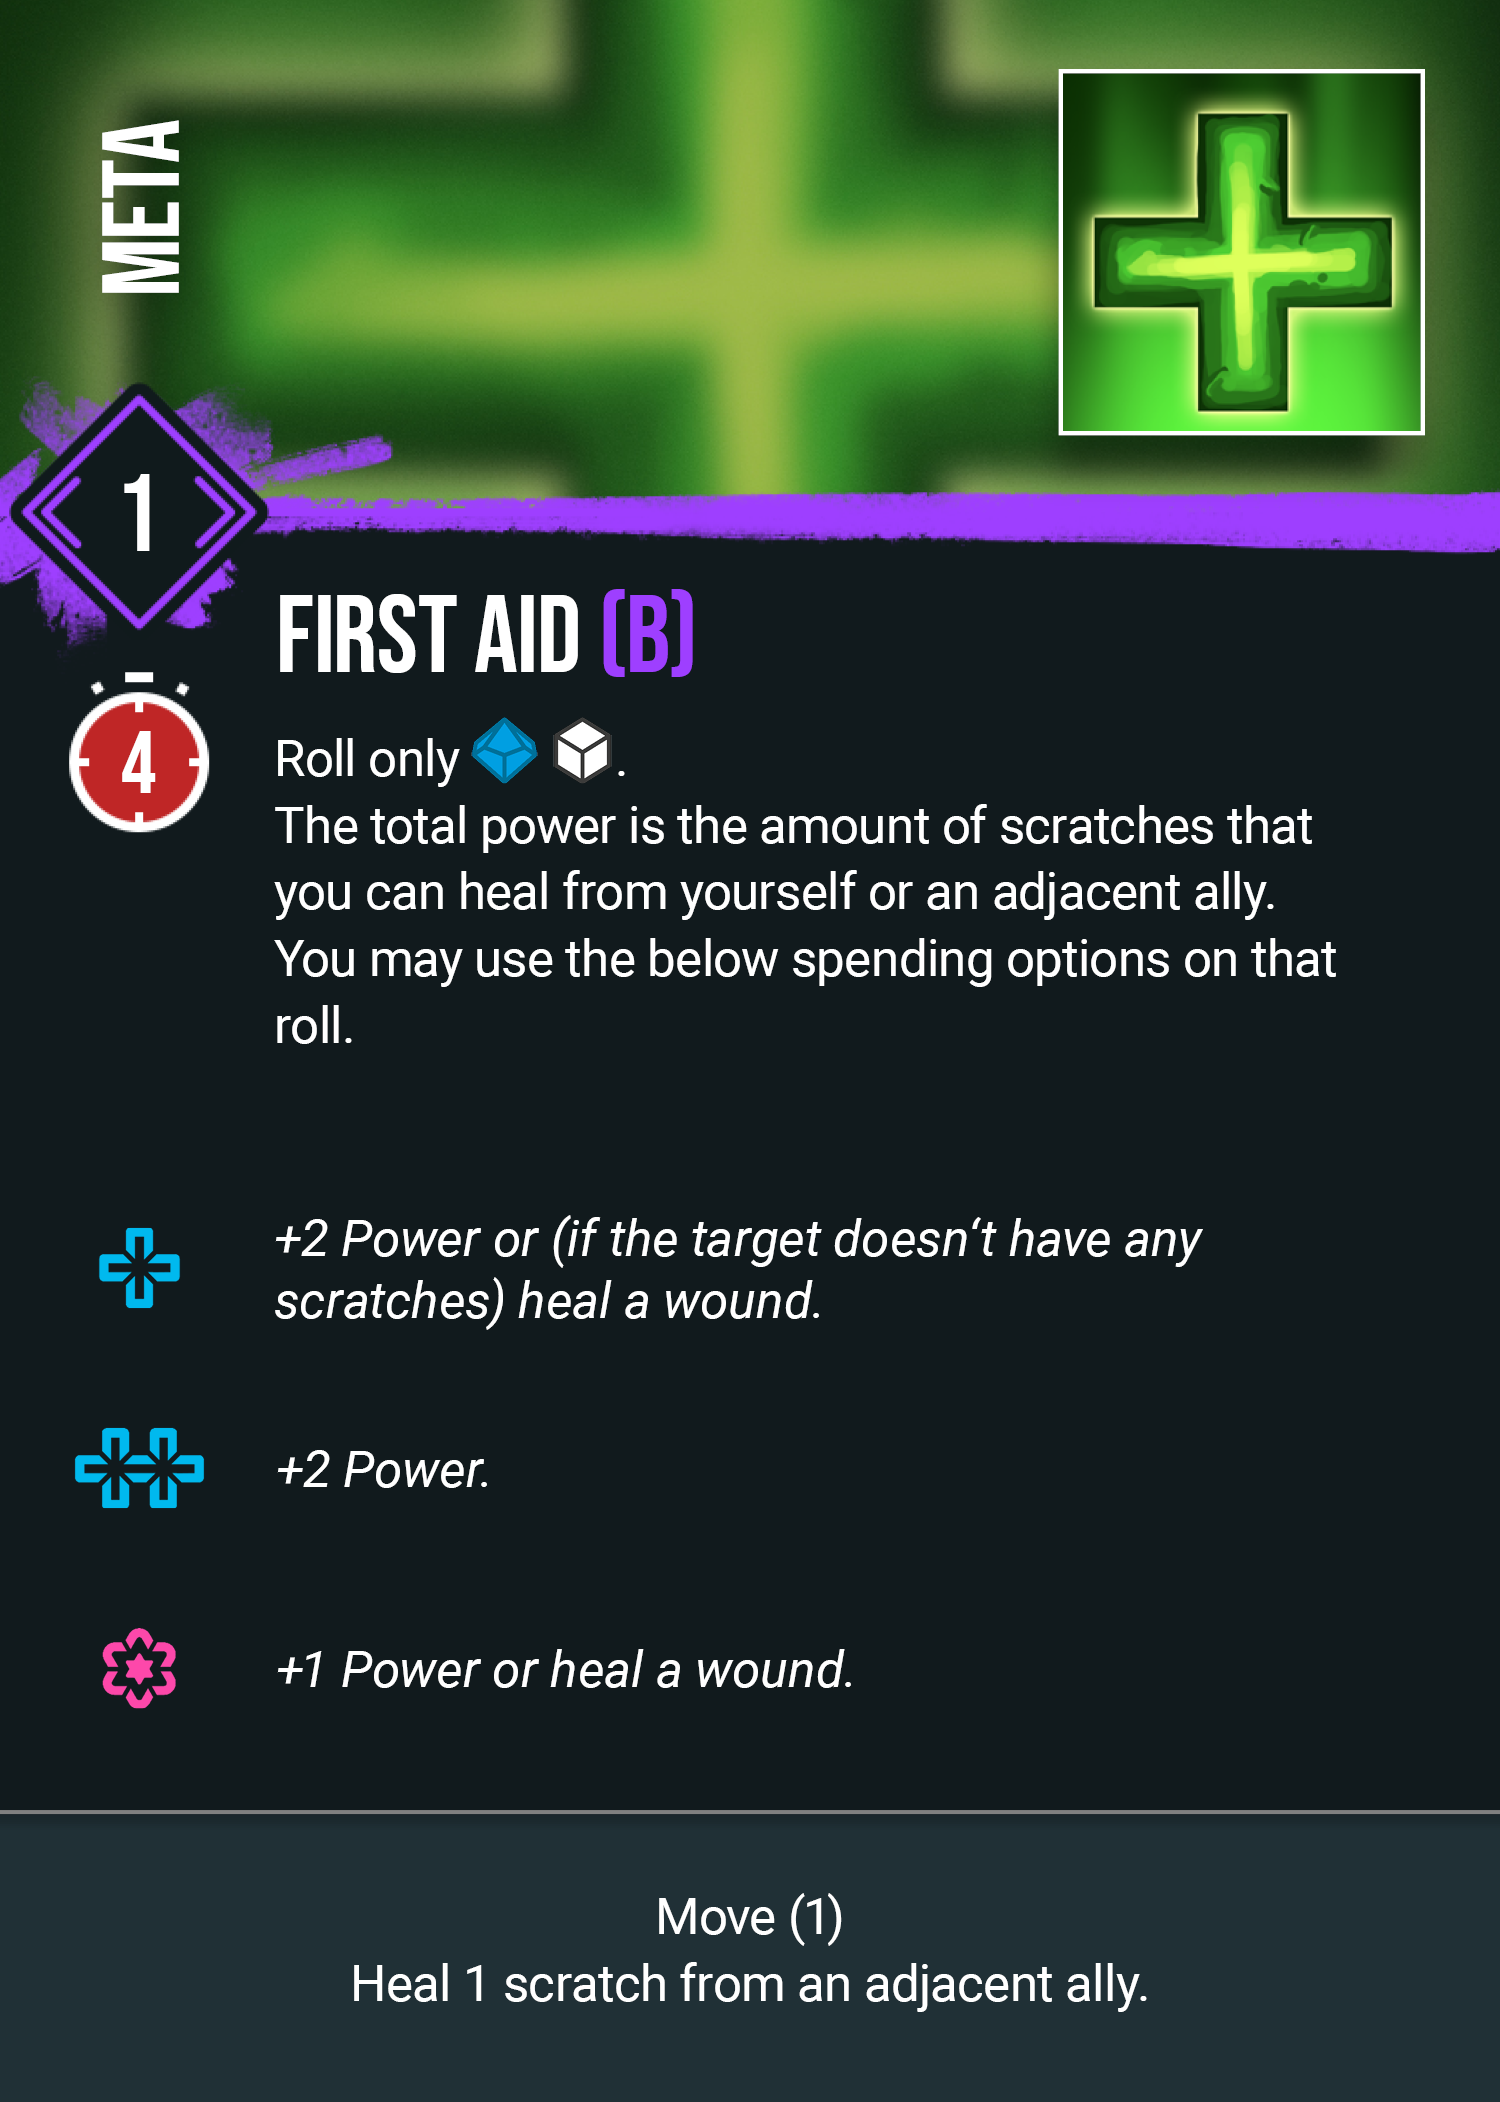 META
1
FIRST AID (B)
4
Roll only .
The total power is the amount of scratches that
you can heal from yourself or an adjacent ally.
You may use the below spending options on that
roll.
+2 Power or (if the target doesn‘t have any
scratches) heal a wound.
+2 Power.
+1 Power or heal a wound.
Move (1)
Heal 1 scratch from an adjacent ally.